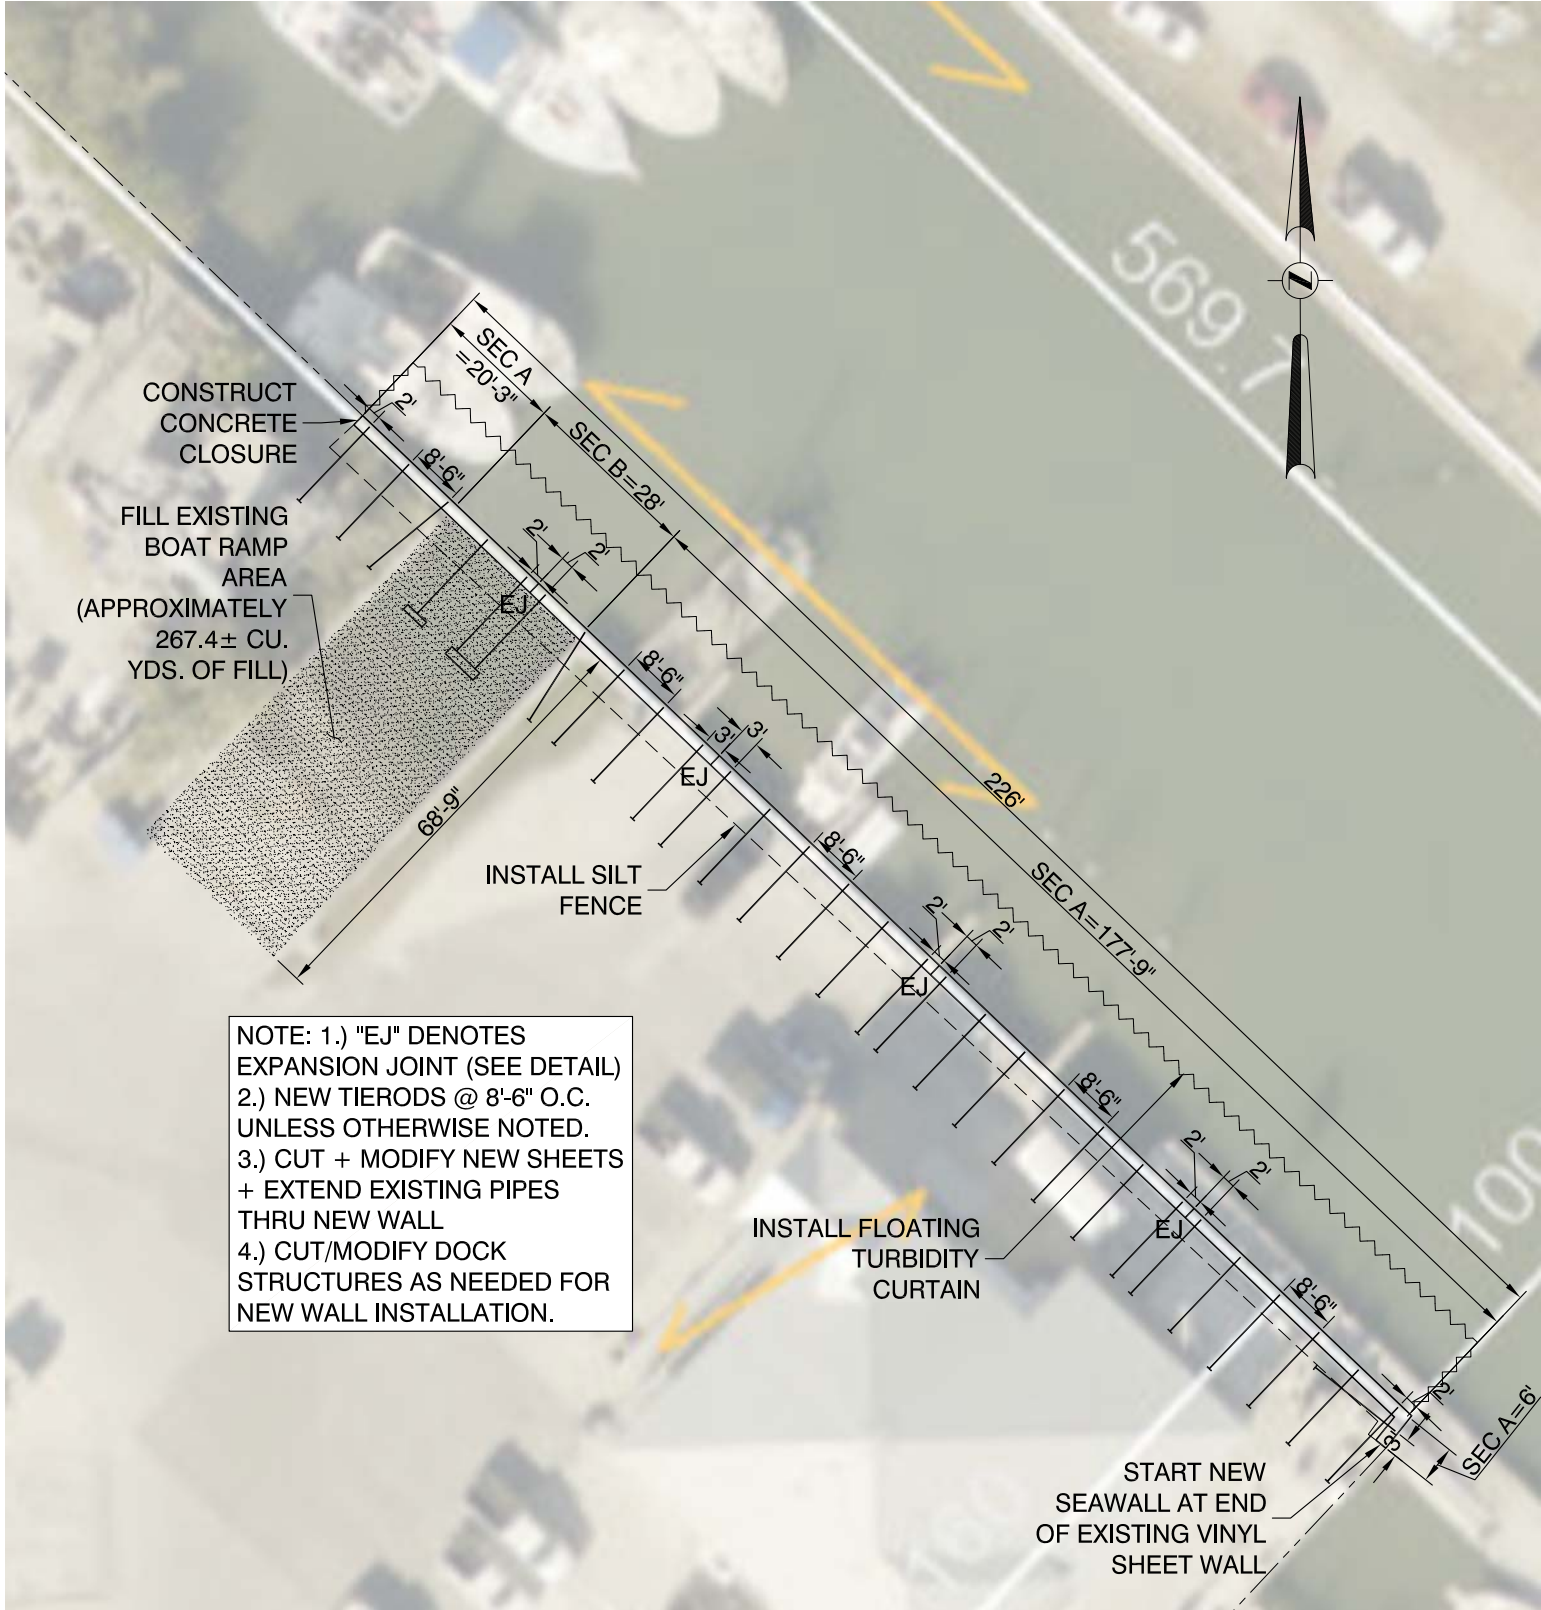 569.7
N
SEC A
=20'-3"
SEC B=28'
CONSTRUCT
CONCRETE
CLOSURE
2'
8'-6"
FILL EXISTING
BOAT RAMP
AREA
(APPROXIMATELY
267.4± CU.
YDS. OF FILL)
2'
2'
EJ
8'-6"
3'
3'
EJ
68'-9"
226'
INSTALL SILT
FENCE
8'-6"
SEC A=177'-9"
2'
2'
EJ
NOTE: 1.) "EJ" DENOTES
EXPANSION JOINT (SEE DETAIL)
2.) NEW TIERODS @ 8'-6" O.C.
UNLESS OTHERWISE NOTED.
3.) CUT + MODIFY NEW SHEETS
+ EXTEND EXISTING PIPES
THRU NEW WALL
4.) CUT/MODIFY DOCK
STRUCTURES AS NEEDED FOR
NEW WALL INSTALLATION.
8'-6"
2'
2'
EJ
100
INSTALL FLOATING
TURBIDITY
CURTAIN
8'-6"
2'
3'
SEC A=6'
START NEW
SEAWALL AT END
OF EXISTING VINYL
SHEET WALL